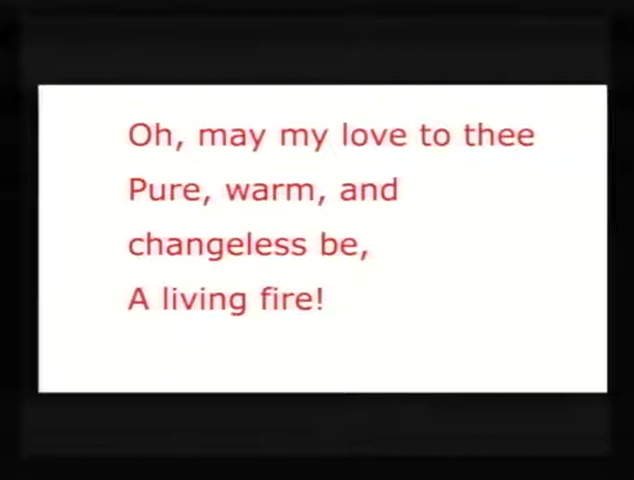 Oh, may my love to thee
Pure, warm, and
changeless be,
A living fire!